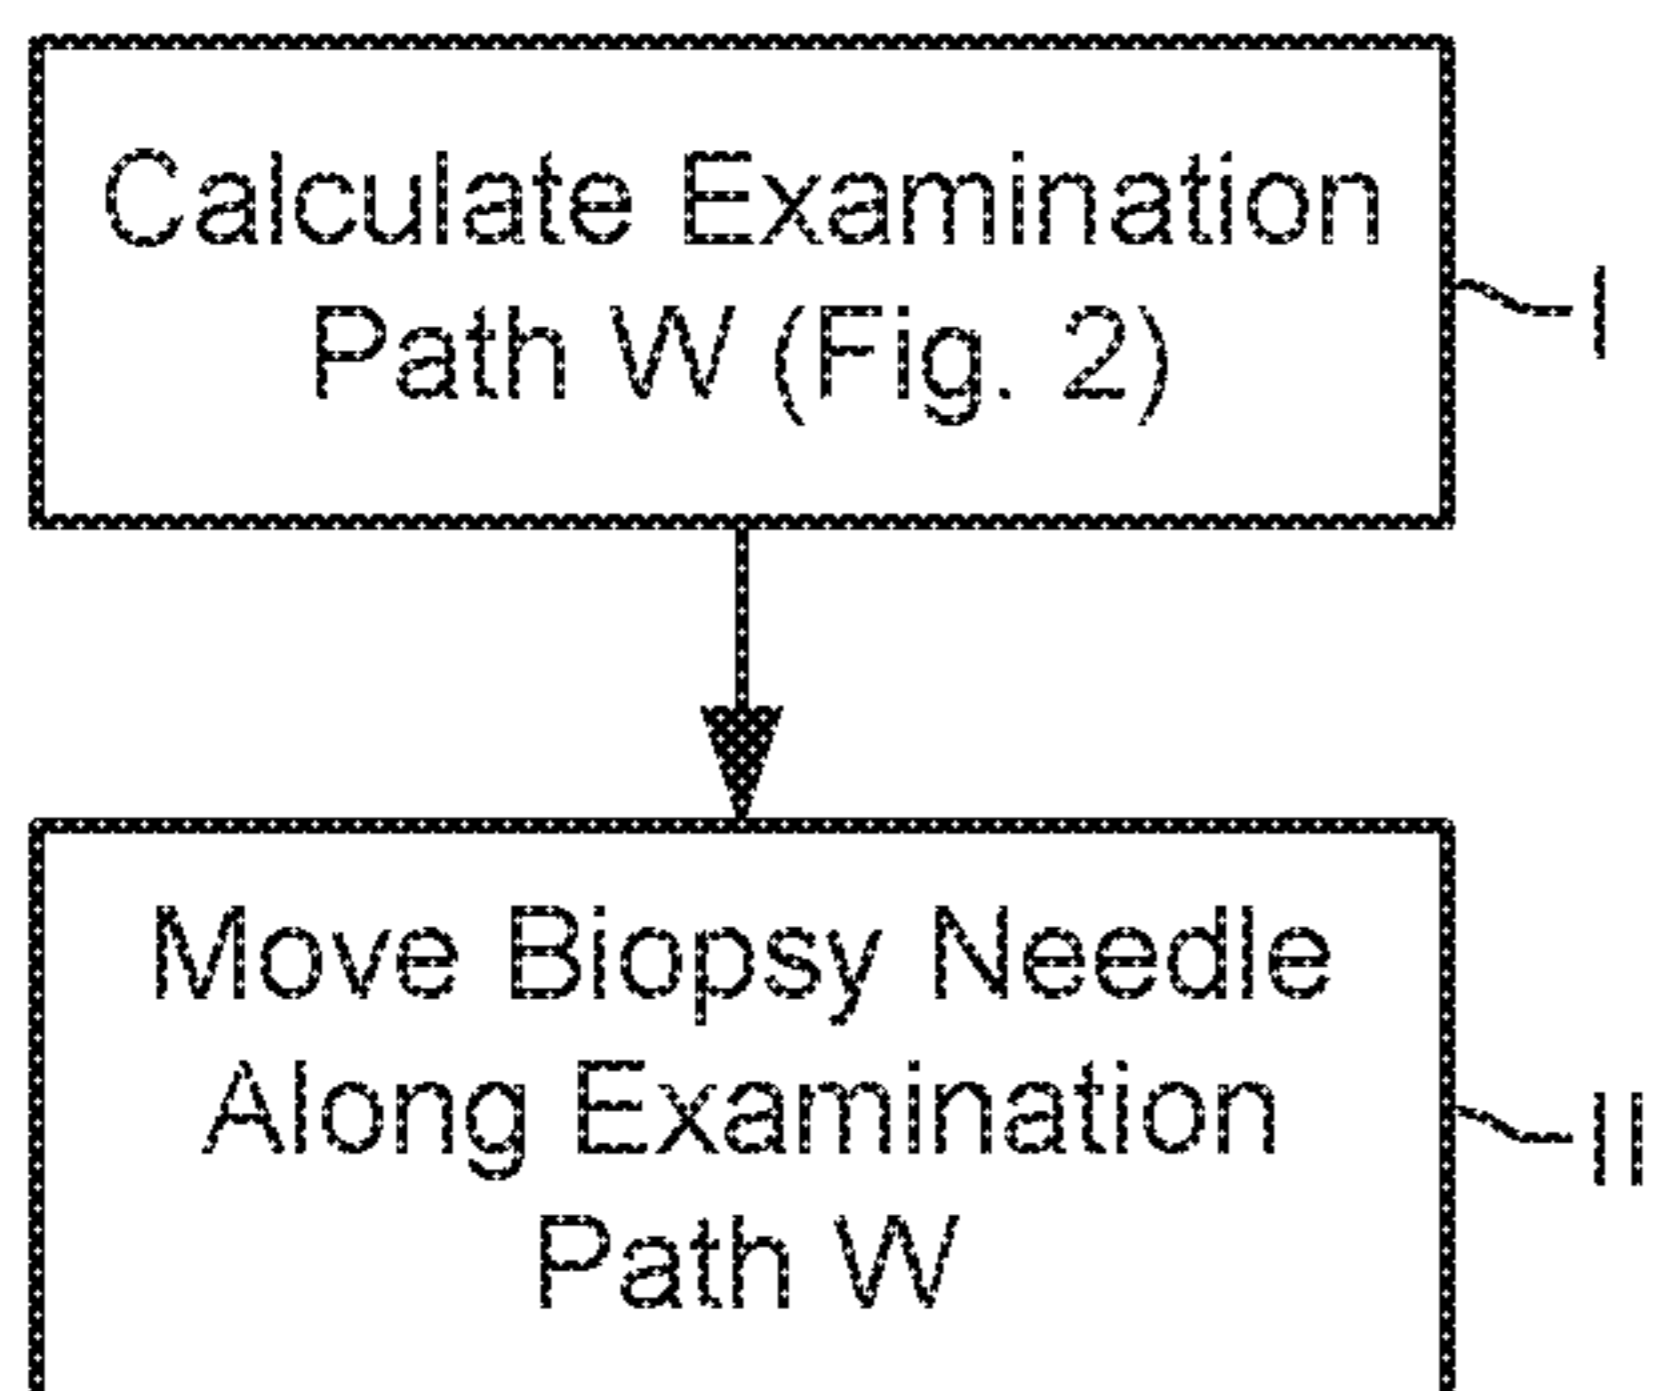 Calculate Examination
Path W (Fig. 2)
I
Move Biopsy Needle
Along Examination
Path W
II